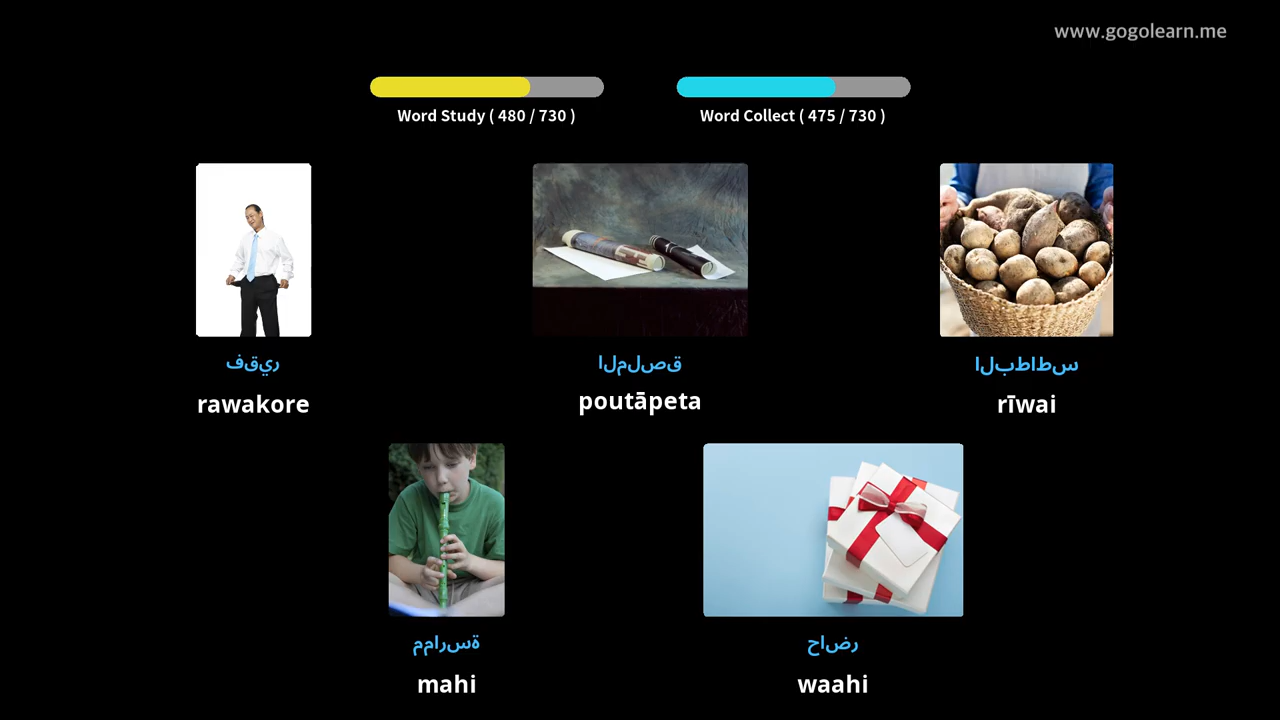 www.gogolearn.me
Word Study ( 480 / 730 )
Word Collect ( 475 / 730 )
فقير
الملصق
البطاطس
rawakore
poutāpeta
rīwai
ممارسة
حاضر
mahi
waahi